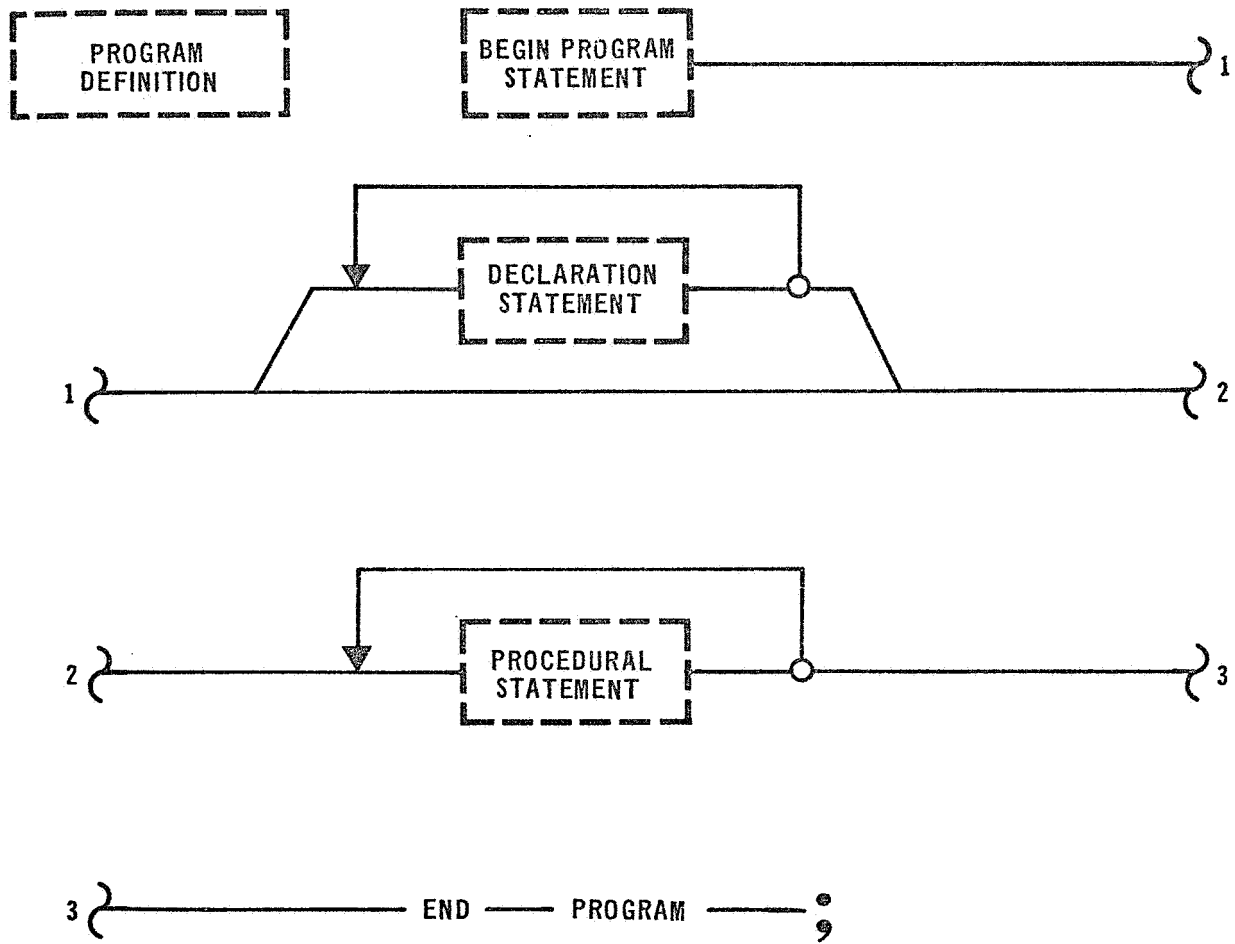 PROGRAM
DEFINITION
BEGIN PROGRAM
STATEMENT
1
DECLARATION
STATEMENT
1
2
PROCEDURAL
STATEMENT
2
3
3
END PROGRAM ;